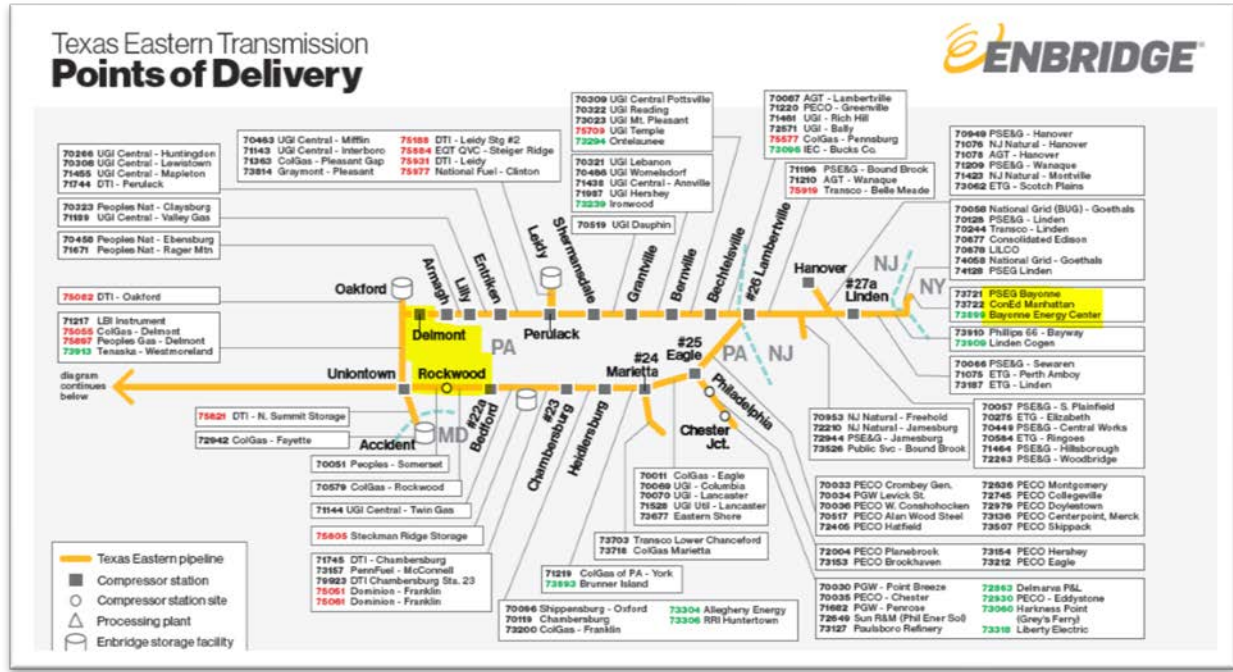 Texas Eastern Transmission
Points of Delivery
ENBRIDGE
70266 UGI Central - Huntingdon
70308 UGI Central - Lewistown
71455 UGI Central - Mapleton
71744 DTI - Perulack
70463 UGI Central - Mifflin
71143 UGI Central - Interboro
71363 ColGas - Pleasant Gap
73814 Graymont - Pleasant
75188 DTI - Leidy Stg #2
75884 EQT QVC - Steiger Ridge
75931 DTI - Leidy
75977 National Fuel - Clinton
70309 UGI Central Pottsville
70322 UGI Reading
73023 UGI Mt. Pleasant
75709 UGI Temple
73294 Ontelaunee
70087 AGT - Lambertville
71220 PECO - Greenville
71461 UGI - Rich Hill
72571 UGI - Bally
75577 ColGas - Pennsburg
73096 IEC - Bucks Co.
70949 PSE&G - Hanover
71076 NJ Natural - Hanover
71078 AGT - Hanover
71209 PSE&G - Wanaque
71423 NJ Natural - Montville
73062 ETG - Scotch Plains
70323 Peoples Nat - Claysburg
71199 UGI Central - Valley Gas
70321 UGI Lebanon
70486 UGI Womelsdorf
71438 UGI Central - Annville
71987 UGI Hershey
73239 Ironwood
71196 PSE&G - Bound Brook
71210 AGT - Wanaque
75919 Transco - Belle Meade
70519 UGI Dauphin
70458 Peoples Nat - Ebensburg
71671 Peoples Nat - Rager Mtn
70058 National Grid (BUG) - Goethals
70128 PSE&G - Linden
70244 Transco - Linden
70677 Consolidated Edison
70678 LILCO
74058 National Grid - Goethals
74128 PSEG Linden
75082 DTI - Oakford
71217 LBI Instrument
75055 ColGas - Delmont
75897 Peoples Gas - Delmont
73913 Tenaska - Westmoreland
Oakford
Armagh
Lilly
Entriken
Leidy
Shermansdale
Grantville
Bernville
Bechtelsville
#26 Lambertville
Hanover
#27a
Linden
NJ
NY
73721 PSEG Bayonne
73722 ConEd Manhattan
73899 Bayonne Energy Center
73910 Phillips 66 - Bayway
73909 Linden Cogen
Delmont
PA
Perulack
#25
Eagle
PA
NJ
70066 PSE&G - Sewaren
71075 ETG - Perth Amboy
73187 ETG - Linden
diagram
continues
below
Uniontown
Rockwood
#22a
Bedford
#23
Chambersburg
Heidlersburg
#24
Marietta
Philadelphia
Chester
Jct.
Accident
MD
75821 DTI - N. Summit Storage
72942 ColGas - Fayette
70051 Peoples - Somerset
70579 ColGas - Rockwood
71144 UGI Central - Twin Gas
75605 Steckman Ridge Storage
71745 DTI - Chambersburg
73157 PennFuel - McConnell
79923 DTI Chambersburg Sta. 23
75051 Dominion - Franklin
75061 Dominion - Franklin
70953 NJ Natural - Freehold
72210 NJ Natural - Jamesburg
72944 PSE&G - Jamesburg
73526 Public Svc - Bound Brook
70057 PSE&G - S. Plainfield
70275 ETG - Elizabeth
70449 PSE&G - Central Works
70584 ETG - Ringoes
71464 PSE&G - Hillsborough
72263 PSE&G - Woodbridge
70011 ColGas - Eagle
70069 UGI - Columbia
70070 UGI - Lancaster
71528 UGI Util - Lancaster
73677 Eastern Shore
73703 Transco Lower Chanceford
73718 ColGas Marietta
71219 ColGas of PA - York
73893 Brunner Island
70096 Shippensburg - Oxford
70119 Chambersburg
73200 ColGas - Franklin
73304 Allegheny Energy
73306 RRI Huntertown
70033 PECO Crombey Gen.
70034 PGW Levick St.
70036 PECO W. Conshohocken
70517 PECO Alan Wood Steel
72405 PECO Hatfield
72636 PECO Montgomery
72745 PECO Collegeville
72979 PECO Doylestown
73136 PECO Centerpoint, Merck
73507 PECO Skippack
72004 PECO Planebrook
73153 PECO Brookhaven
73154 PECO Hershey
73212 PECO Eagle
70030 PGW - Point Breeze
70035 PECO - Chester
71682 PGW - Penrose
72649 Sun R&M (Phil Ener Sol)
73127 Paulsboro Refinery
72863 Delmarva P&L
72930 PECO - Eddystone
73060 Harkness Point
(Grey's Ferry)
73318 Liberty Electric
Texas Eastern pipeline
Compressor station
Compressor station site
Processing plant
Enbridge storage facility